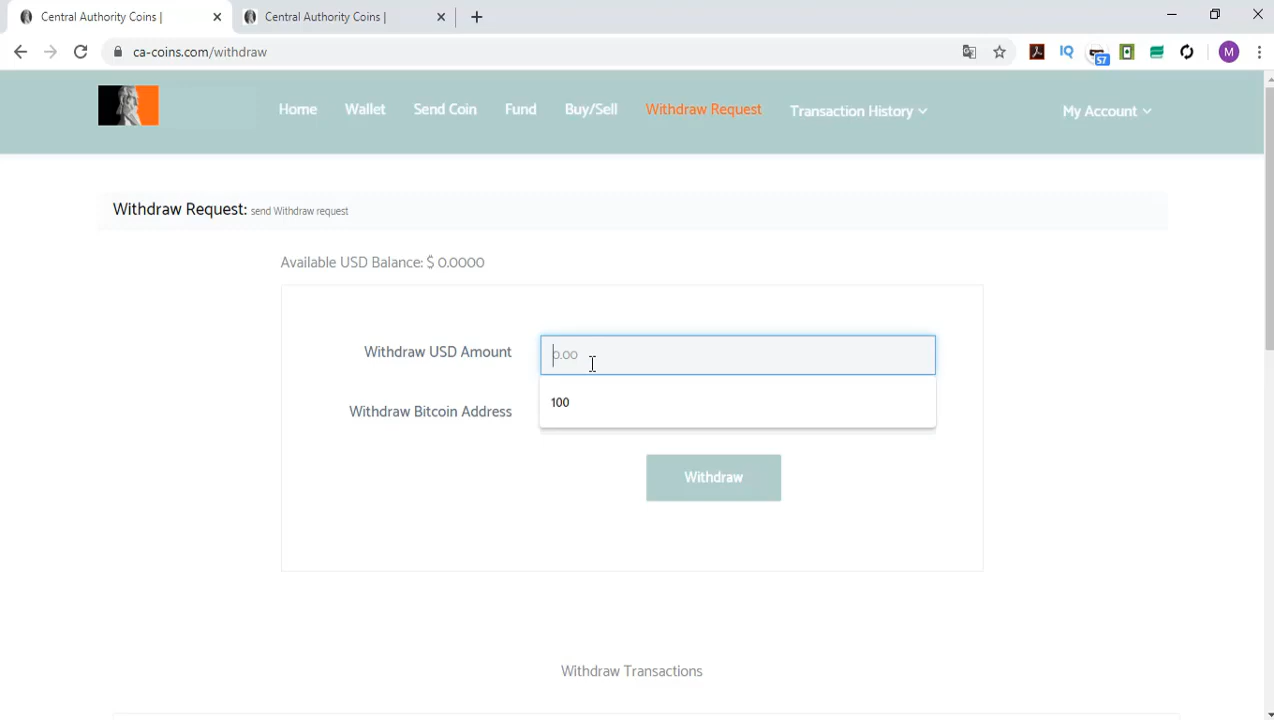 Central Authority Coins |
Central Authority Coins |
ca-coins.com/withdraw
IQ
57
M
Home
Wallet
Send Coin
Fund
Buy/Sell
Withdraw Request
Transaction History
My Account
Withdraw Request: send Withdraw request
Available USD Balance: $ 0.0000
Withdraw USD Amount
0.00
100
Withdraw Bitcoin Address
Withdraw
Withdraw Transactions